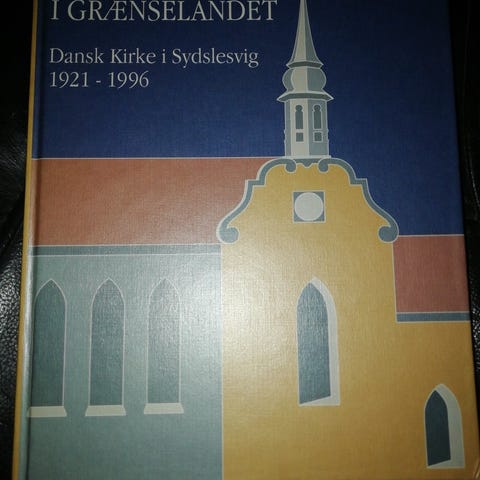 I GRÆNSELANDET
Dansk Kirke i Sydslesvig
1921 - 1996